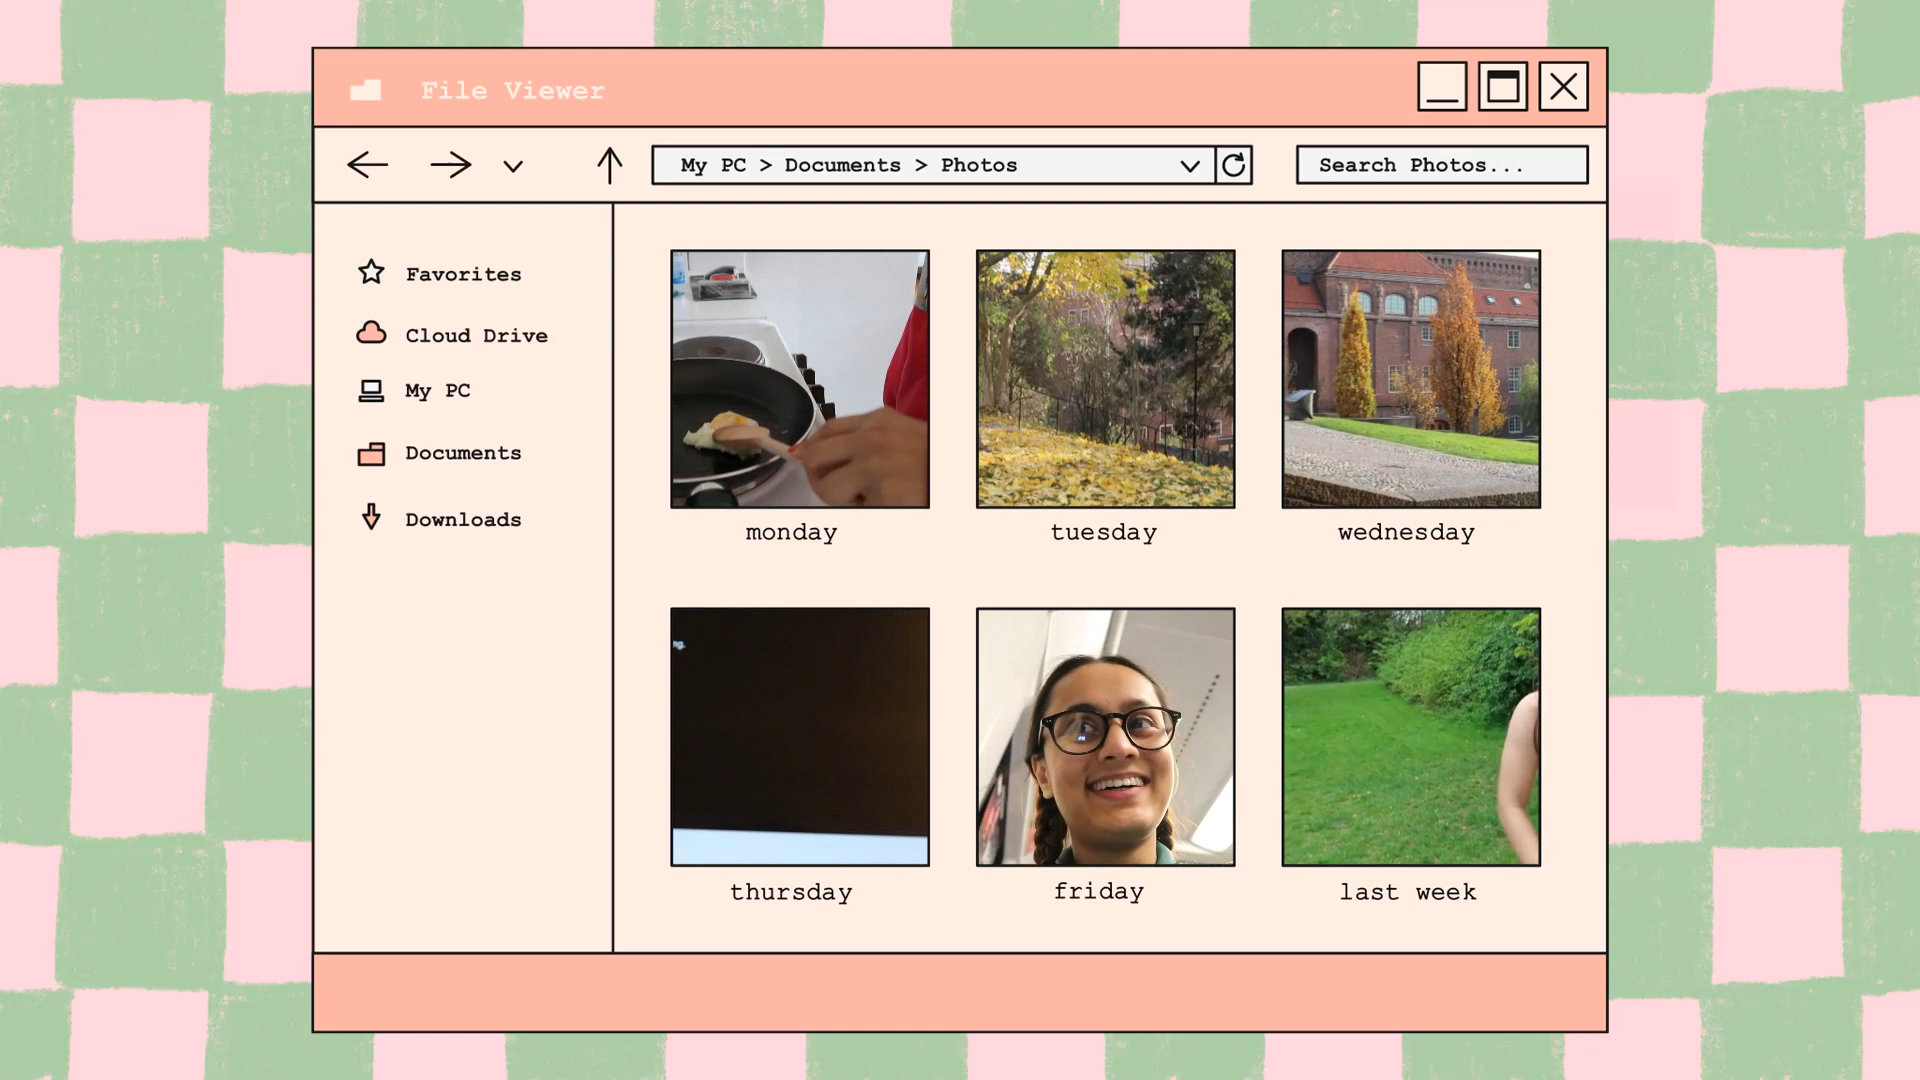 File Viewer
My PC > Documents > Photos
Search Photos...
Favorites
Cloud Drive
My PC
Documents
Downloads
monday
tuesday
wednesday
thursday
friday
last week